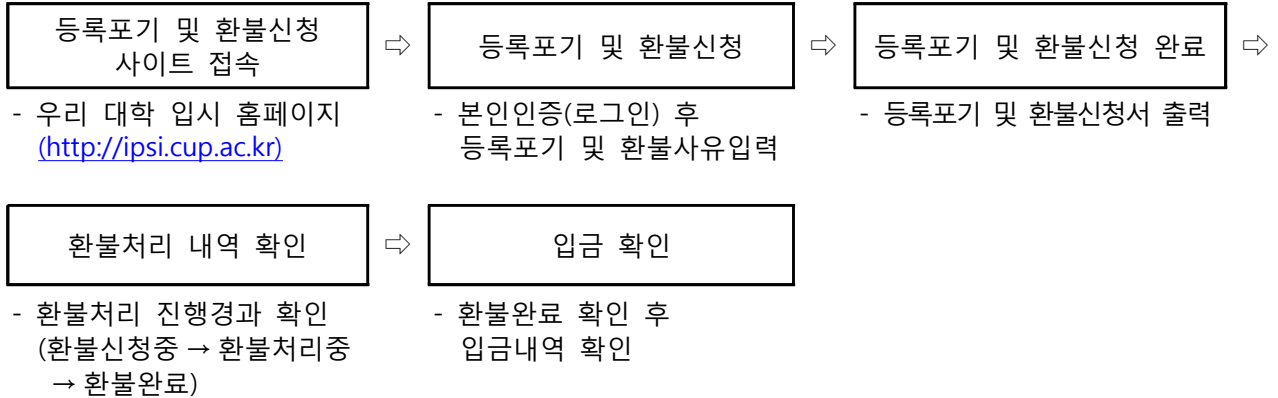 등록포기 및 환불신청
사이트 접속
⇨
등록포기 및 환불신청
⇨
등록포기 및 환불신청 완료
⇨
- 우리 대학 입시 홈페이지
(http://ipsi.cup.ac.kr)
- 본인인증(로그인) 후
등록포기 및 환불사유입력
- 등록포기 및 환불신청서 출력
환불처리 내역 확인
⇨
입금 확인
- 환불처리 진행경과 확인
(환불신청중 → 환불처리중
→ 환불완료)
- 환불완료 확인 후
입금내역 확인